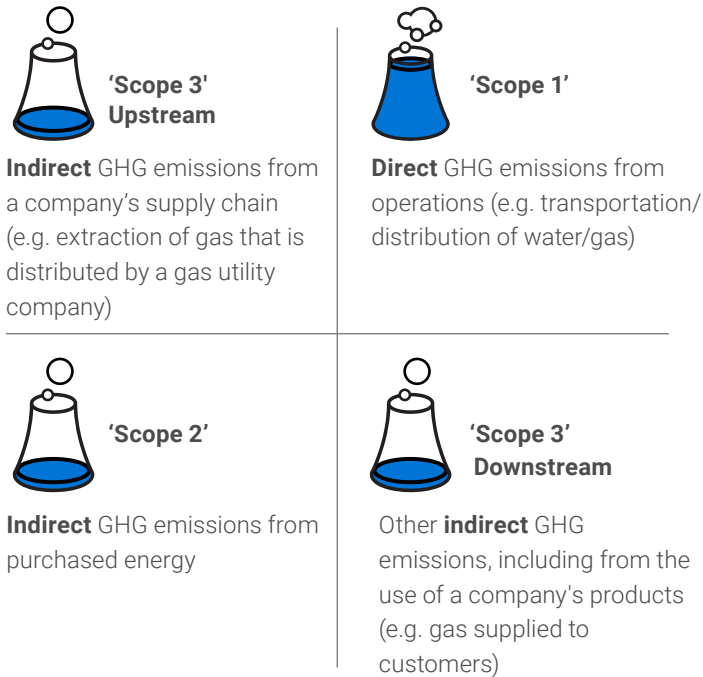 ‘Scope 3'
Upstream
Indirect GHG emissions from
a company’s supply chain
(e.g. extraction of gas that is
distributed by a gas utility
company)
‘Scope 1’
Direct GHG emissions from
operations (e.g. transportation/
distribution of water/gas)
‘Scope 2’
Indirect GHG emissions from
purchased energy
‘Scope 3’
Downstream
Other indirect GHG
emissions, including from the
use of a company's products
(e.g. gas supplied to
customers)